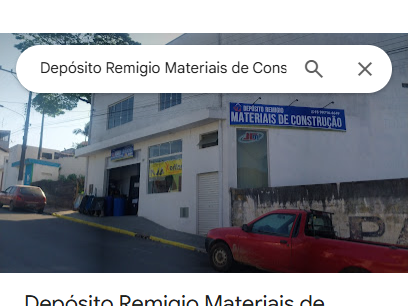 Depósito Remigio Materiais de Cons
DEPÓSITO REMIGIO
MATERIAIS DE CONSTRUÇÃO
Depósito Remigio Materiais de